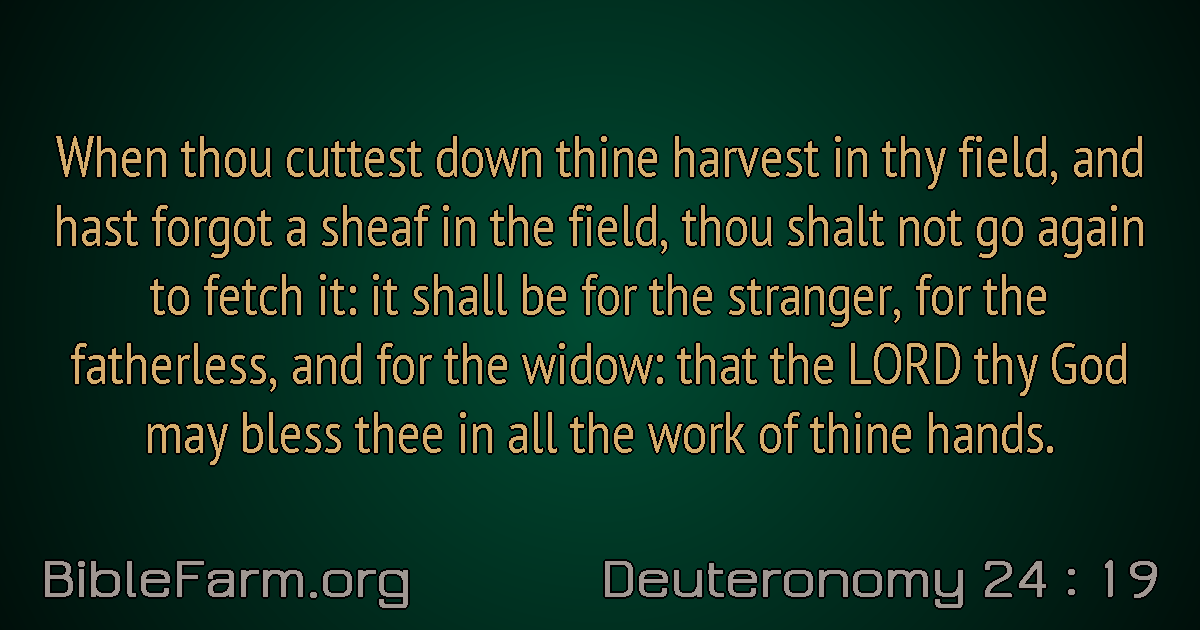 When thou cuttest down thine harvest in thy field, and
hast forgot a sheaf in the field, thou shalt not go again
to fetch it: it shall be for the stranger, for the
fatherless, and for the widow: that the LORD thy God
may bless thee in all the work of thine hands.
BibleFarm.org
Deuteronomy 24 : 19